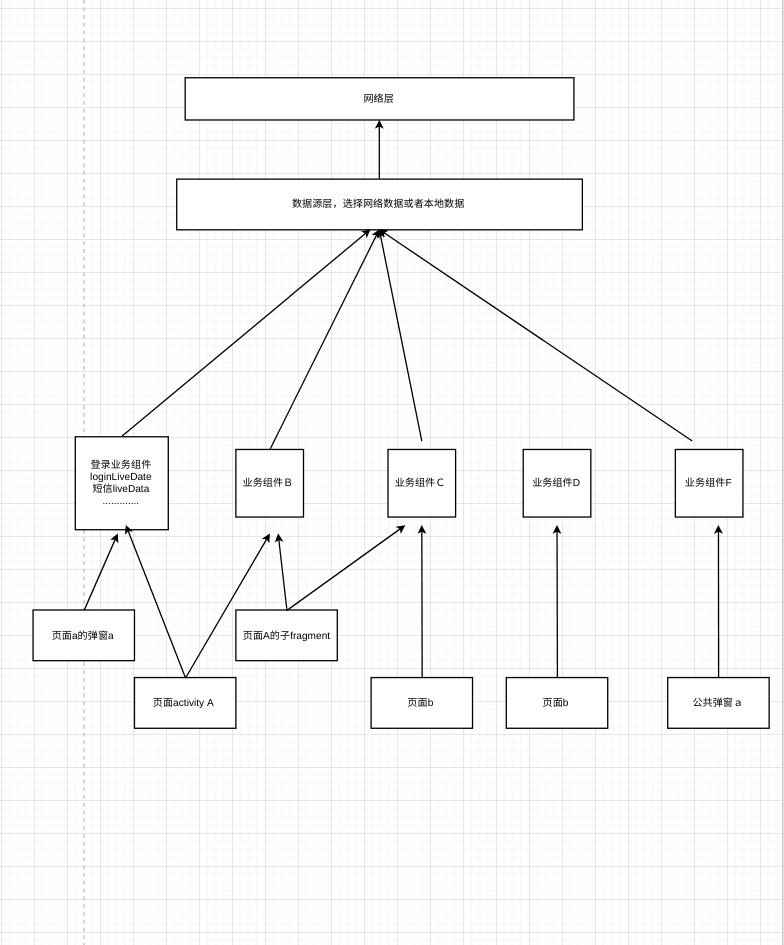 网络层
数据源层，选择网络数据或者本地数据
登录业务组件
loginLiveDate
短信liveData
.............
业务组件B
业务组件C
业务组件D
业务组件F
页面a的弹窗a
页面A的子fragment
页面activity A
页面b
页面b
公共弹窗 a